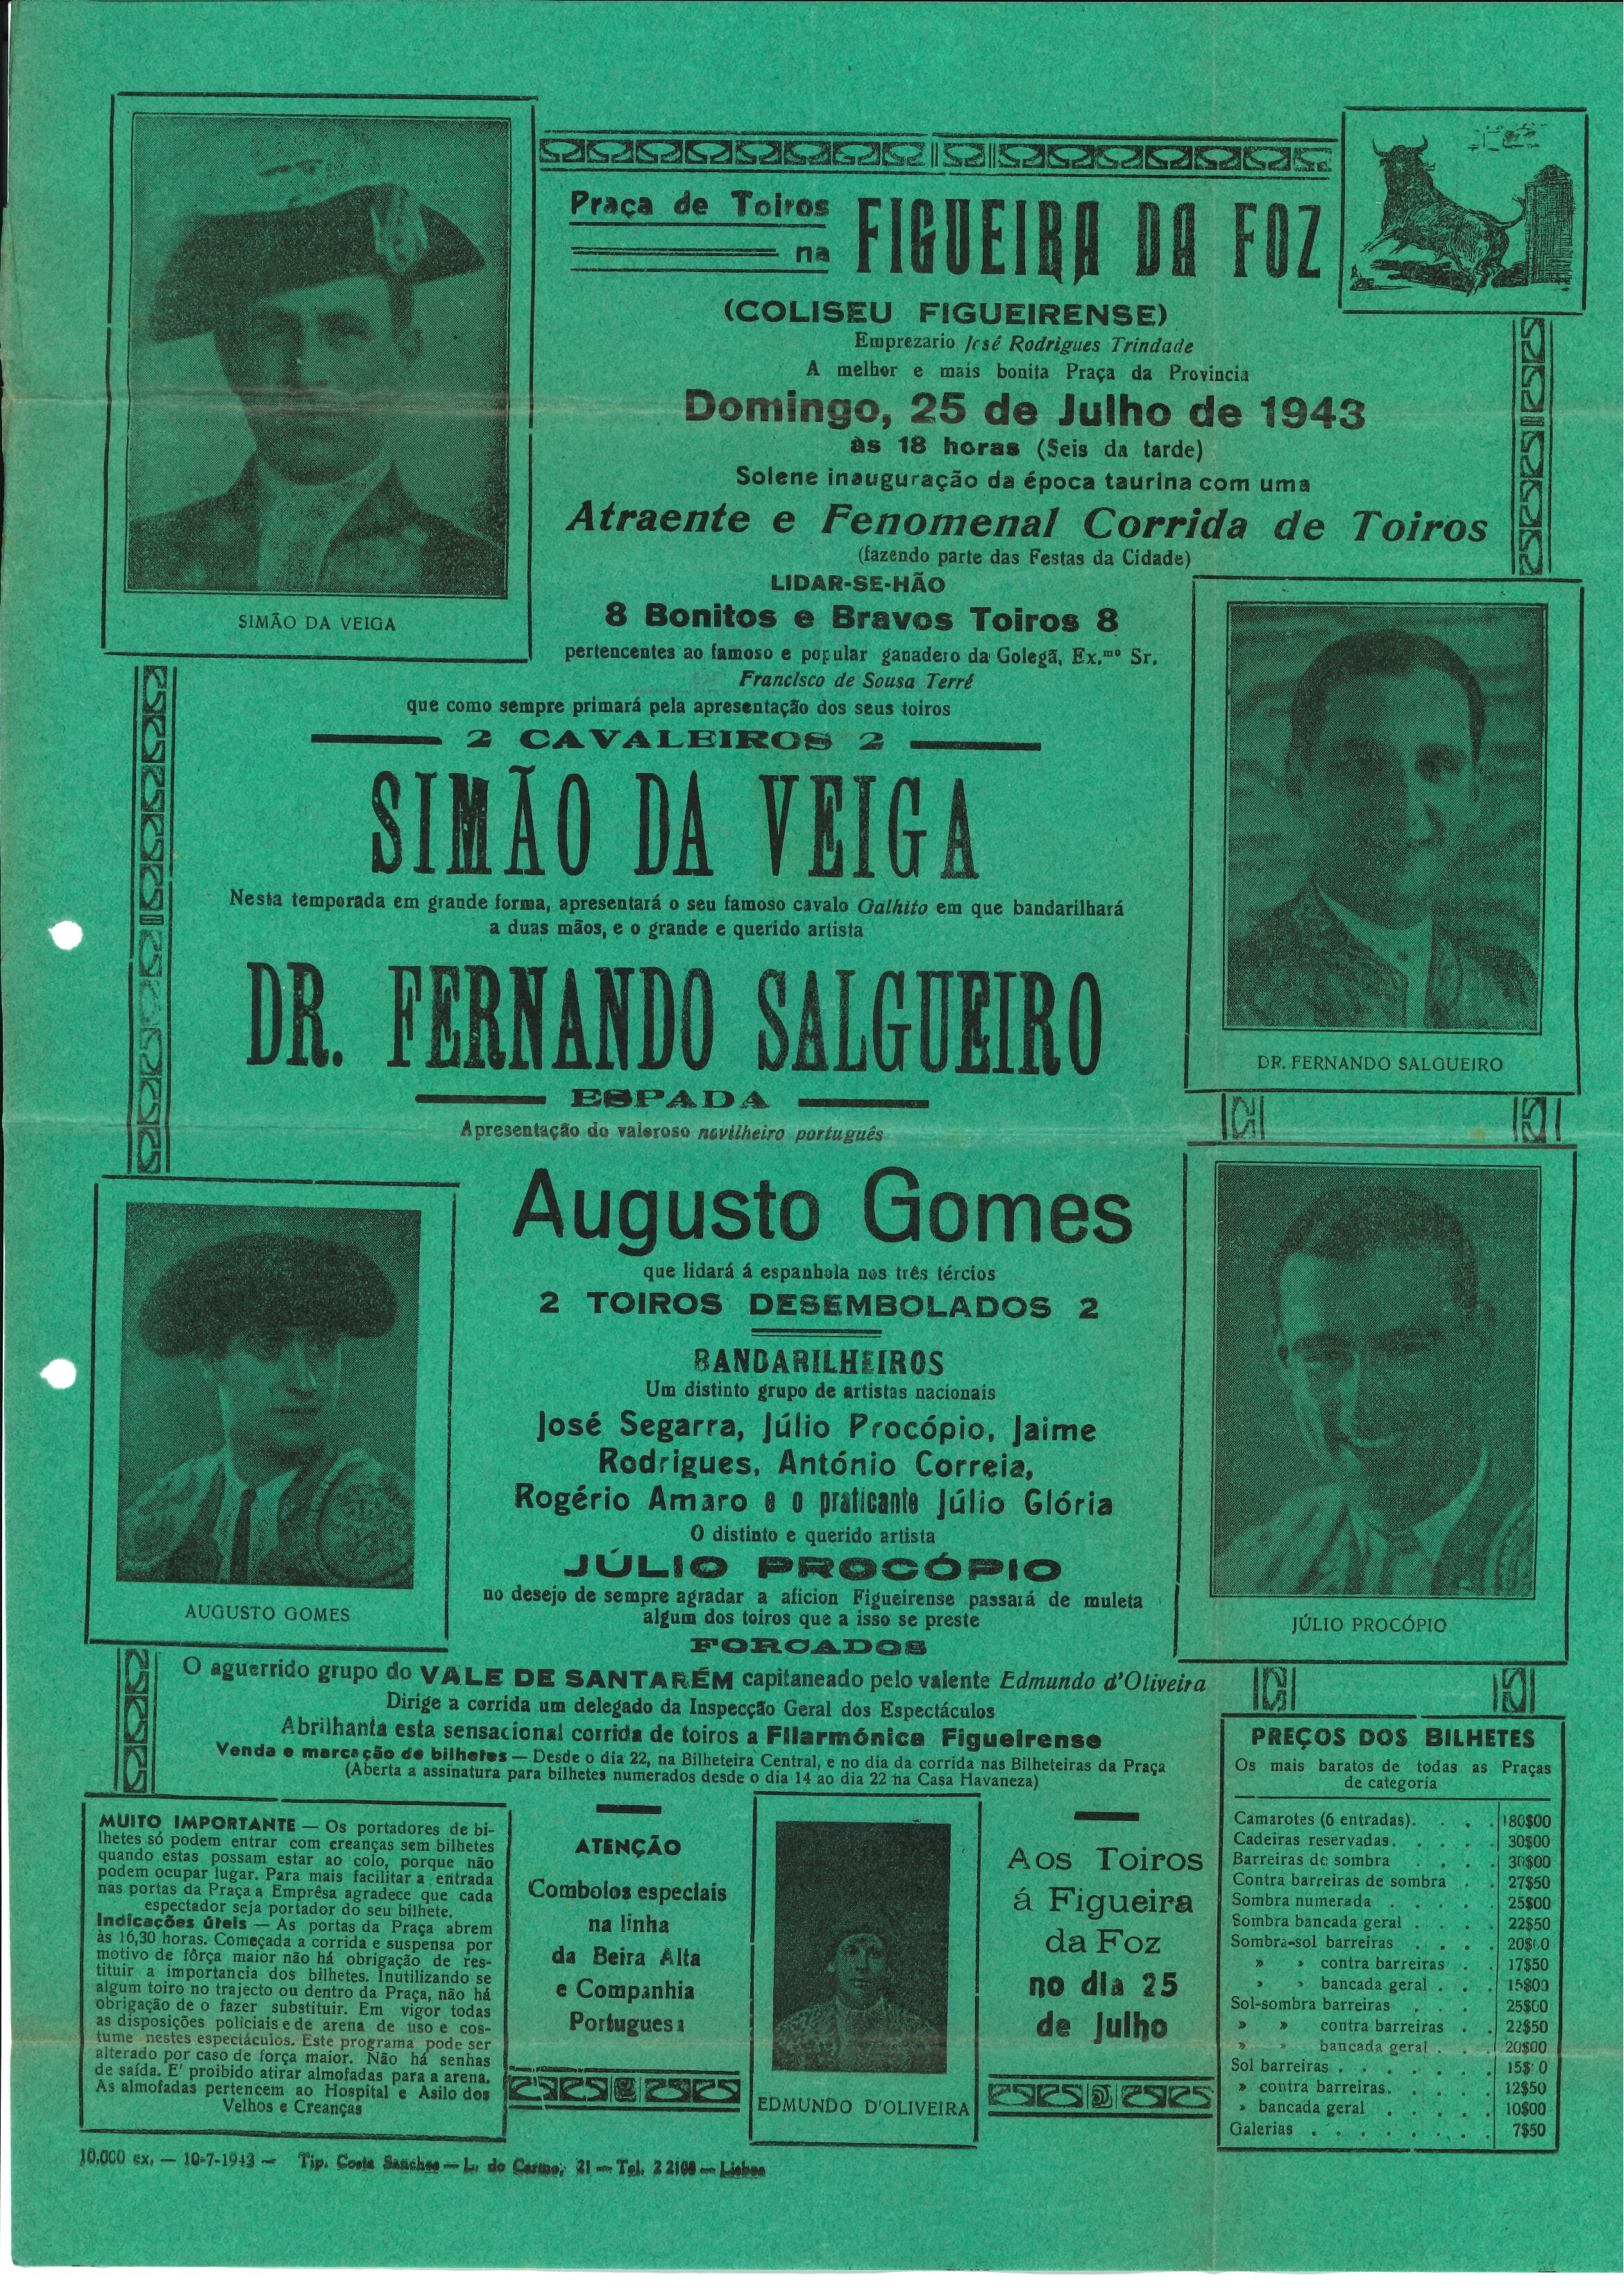 Praça de Toiros
na FIGUEIRA DA FOZ
(COLISEU FIGUEIRENSE)
Emprezario José Rodrigues Trindade
A melhor e mais bonita Praça da Provincia
Domingo, 25 de Julho de 1943
às 18 horas (Seis da tarde)
Solene inauguração da época taurina com uma
Atraente e Fenomenal Corrida de Toiros
(fazendo parte das Festas da Cidade)
LIDAR-SE-HÃO
8 Bonitos e Bravos Toiros 8
pertencentes ao famoso e popular ganadero da Golegã, Ex.mo Sr.
Francisco de Sousa Terré
que como sempre primará pela apresentação dos seus toiros
SIMÃO DA VEIGA
2 CAVALEIROS 2
SIMÃO DA VEIGA
Nesta temporada em grande forma, apresentará o seu famoso cavalo Galhito em que bandarilhará
a duas mãos, e o grande e querido artista
DR. FERNANDO SALGUEIRO
DR. FERNANDO SALGUEIRO
ESPADA
Apresentação do valeroso novilheiro português
Augusto Gomes
que lidará á espanhola nos três tércios
2 TOIROS DESEMBOLADOS 2
BANDARILHEIROS
Um distinto grupo de artistas nacionais
José Segarra, Júlio Procópio, Jaime
Rodrigues, António Correia,
Rogério Amaro e o praticante Júlio Glória
O distinto e querido artista
JÚLIO PROCÓPIO
no desejo de sempre agradar a aficion Figueirense passará de muleta
algum dos toiros que a isso se preste
AUGUSTO GOMES
JÚLIO PROCÓPIO
FORCADOS
O aguerrido grupo do VALE DE SANTARÉM capitaneado pelo valente Edmundo d'Oliveira
Dirige a corrida um delegado da Inspecção Geral dos Espectáculos
Abrilhanta esta sensacional corrida de toiros a Filarmónica Figueirense
Venda e marcação de bilhetes — Desde o dia 22, na Bilheteira Central, e no dia da corrida nas Bilheteiras da Praça
(Aberta a assinatura para bilhetes numerados desde o dia 14 ao dia 22 na Casa Havaneza)
MUITO IMPORTANTE — Os portadores de bi-
lhetes só podem entrar com creanças sem bilhetes
quando estas possam estar ao colo, porque não
podem ocupar lugar. Para mais facilitar a entrada
nas portas da Praça a Emprêsa agradece que cada
espectador seja portador do seu bilhete.
Indicações úteis — As portas da Praça abrem
às 16,30 horas. Começada a corrida e suspensa por
motivo de fôrça maior não há obrigação de res-
tituir a importancia dos bilhetes. Inutilizando se
algum toiro no trajecto ou dentro da Praça, não há
obrigação de o fazer substituir. Em vigor todas
as disposições policiais e de arena de uso e cos-
tume nestes espectáculos. Este programa pode ser
alterado por caso de força maior. Não há senhas
de saída. E' proibido atirar almofadas para a arena.
As almofadas pertencem ao Hospital e Asilo dos
Velhos e Creanças
ATENÇÃO
Comboios especiais
na linha
da Beira Alta
e Companhia
Portuguesa
EDMUNDO D'OLIVEIRA
Aos Toiros
á Figueira
da Foz
no dia 25
de Julho
PREÇOS DOS BILHETES
Os mais baratos de todas as Praças
de categoria
Camarotes (6 entradas). . . . 180$00
Cadeiras reservadas. . . . . 30$00
Barreiras de sombra . . . . 30$00
Contra barreiras de sombra . . 27$50
Sombra numerada . . . . . 25$00
Sombra bancada geral . . . . 22$50
Sombra-sol barreiras . . . . 20$00
» » contra barreiras . . 17$50
» » bancada geral . . . 15$00
Sol-sombra barreiras . . . 25$00
» » contra barreiras . . 22$50
» » bancada geral . . . 20$00
Sol barreiras . . . . . . . 15$00
» contra barreiras. . . . . 12$50
» bancada geral . . . . . 10$00
Galerias . . . . . . . . 7$50
10.000 ex. — 10-7-1943 — Tip. Costa Sanches — L. do Carmo, 21 — Tel. 2 2108 — Lisboa